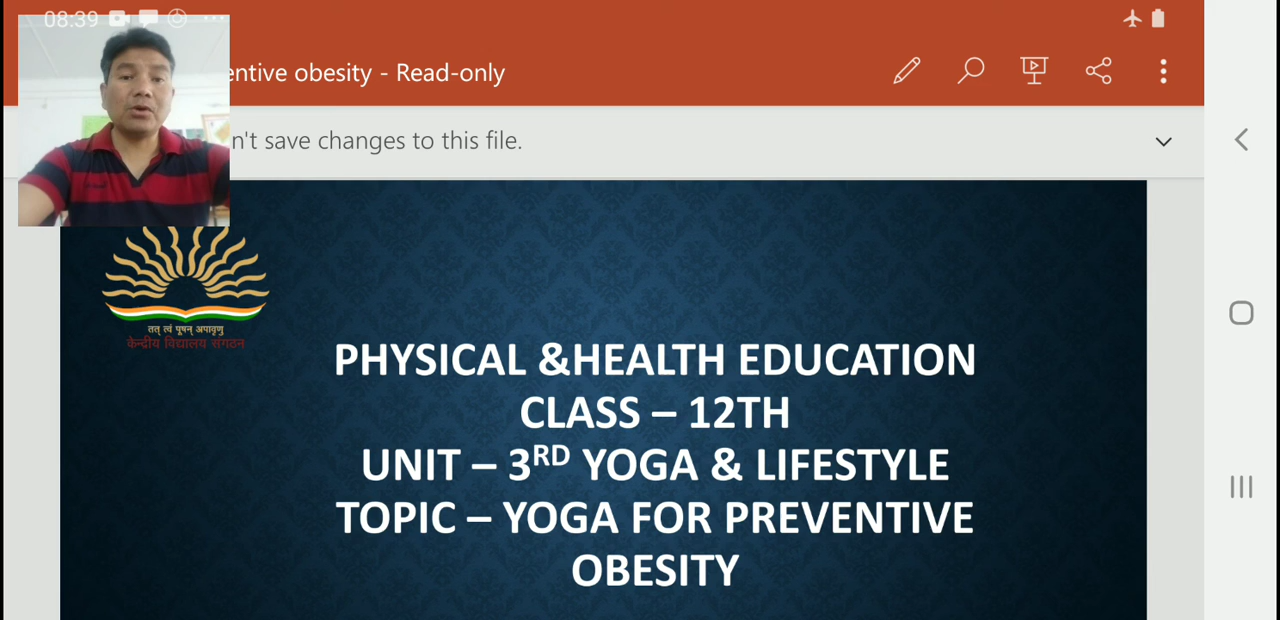 08:39
entive obesity - Read-only
n't save changes to this file.
तत् त्वं पूषन् अपावृणु
केन्द्रीय विद्यालय संगठन
PHYSICAL &HEALTH EDUCATION
CLASS – 12TH
UNIT – 3RD YOGA & LIFESTYLE
TOPIC – YOGA FOR PREVENTIVE
OBESITY